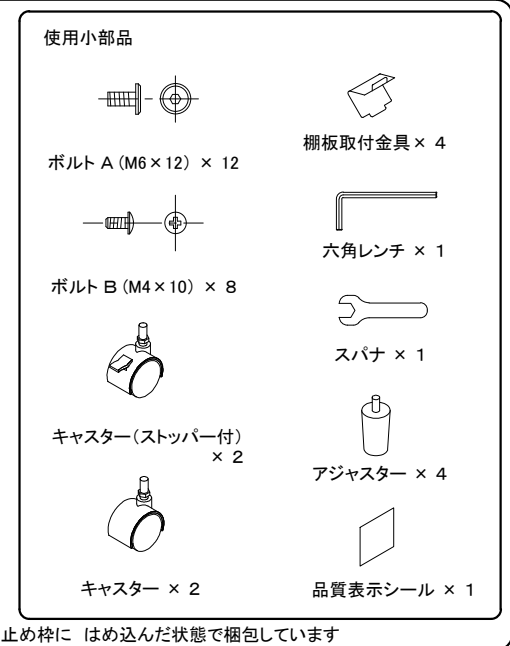 使用小部品
ボルト A (M6×12) × 12
ボルト B (M4×10) × 8
キャスター(ストッパー付)
× 2
キャスター × 2
棚板取付金具× 4
六角レンチ × 1
スパナ × 1
アジャスター × 4
品質表示シール × 1
止め枠に はめ込んだ状態で梱包しています